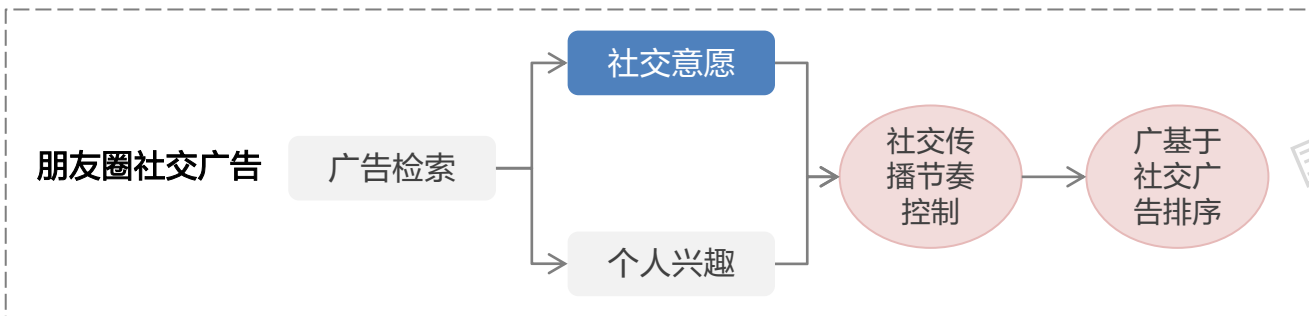 社交意愿
朋友圈社交广告
广告检索
社交传
播节奏
控制
广基于
社交广
告排序
个人兴趣